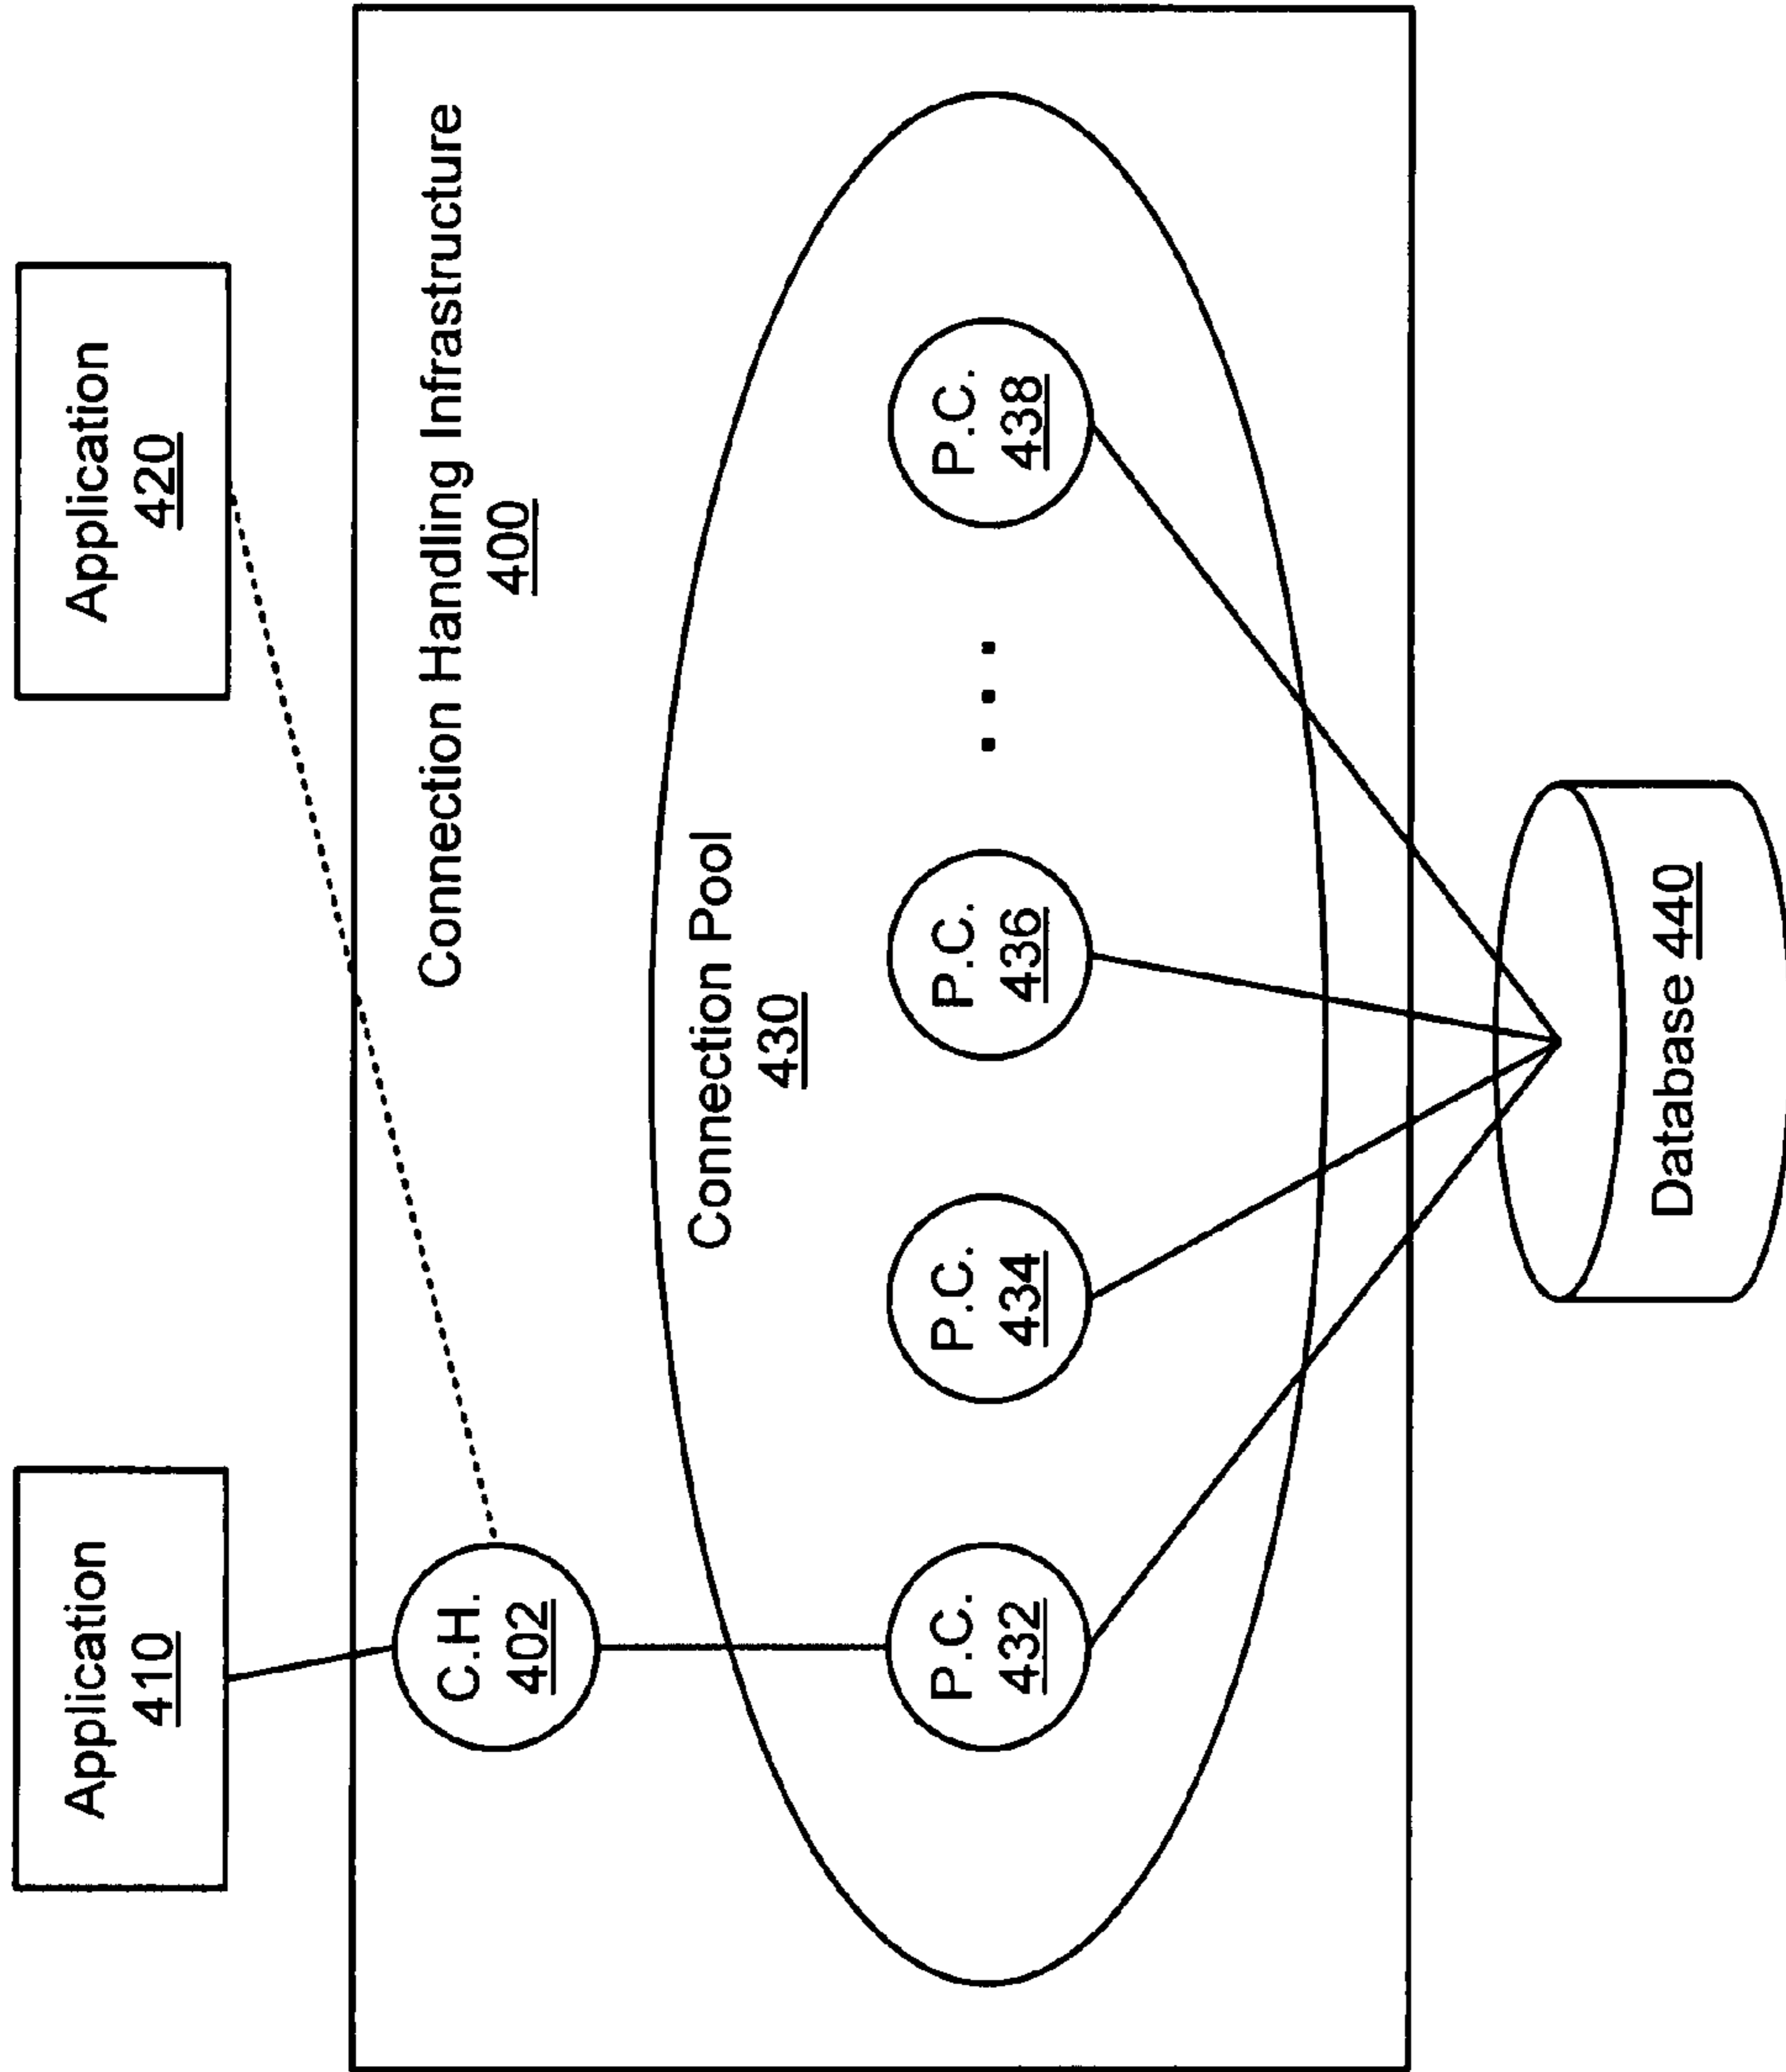 Application
410
Application
420
Connection Handling Infrastructure
400
C.H.
402
Connection Pool
430
P.C.
432
P.C.
434
P.C.
436
. . .
P.C.
438
Database 440